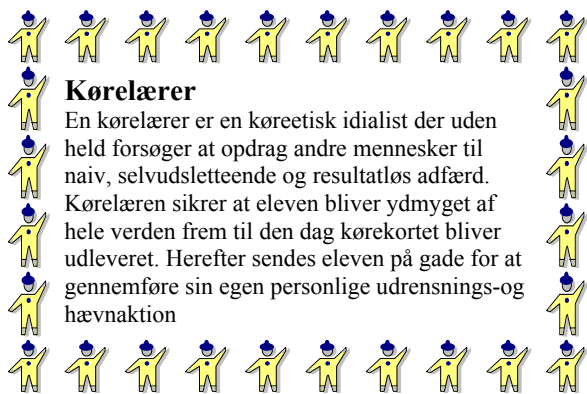 Kørelærer
En kørelærer er en køreetisk idialist der uden
held forsøger at opdrag andre mennesker til
naiv, selvudsletteende og resultatløs adfærd.
Kørelæren sikrer at eleven bliver ydmyget af
hele verden frem til den dag kørekortet bliver
udleveret. Herefter sendes eleven på gade for at
gennemføre sin egen personlige udrensnings-og
hævnaktion